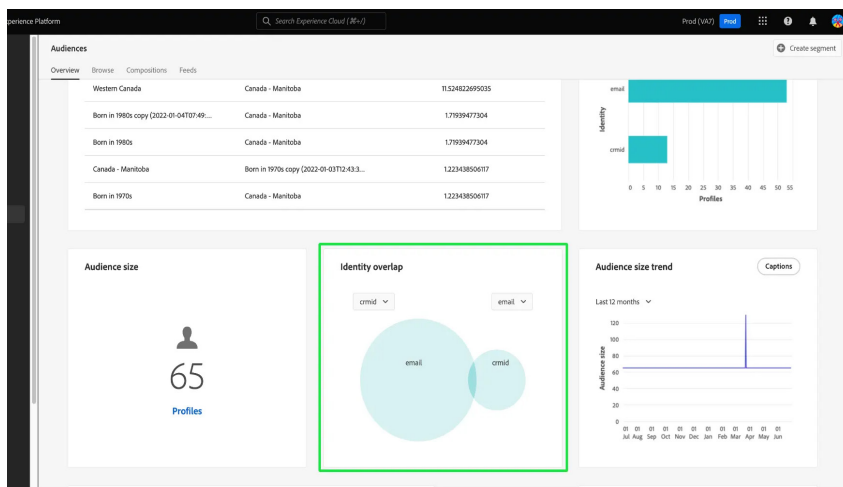 xperience Platform
Search Experience Cloud (⌘+/)
Prod (VA7) Prod
Audiences
Create segment
Overview Browse Compositions Feeds
Western Canada Canada - Manitoba 11.524822695035
Born in 1980s copy (2022-01-04T07:49:... Canada - Manitoba 1.71939477304
Born in 1980s Canada - Manitoba 1.71939477304
Canada - Manitoba Born in 1970s copy (2022-01-03T12:43:3... 1.223438506117
Born in 1970s Canada - Manitoba 1.223438506117
Identity
email
crmid
0 5 10 15 20 25 30 35 40 45 50 55
Profiles
Audience size
65
Profiles
Identity overlap
crmid email
email crmid
Audience size trend
Captions
Last 12 months
Audience size
120
100
80
60
40
20
0
01 01 01 01 01 01 01 01 01 01 01 01
Jul Aug Sep Oct Nov Dec Jan Feb Mar Apr May Jun